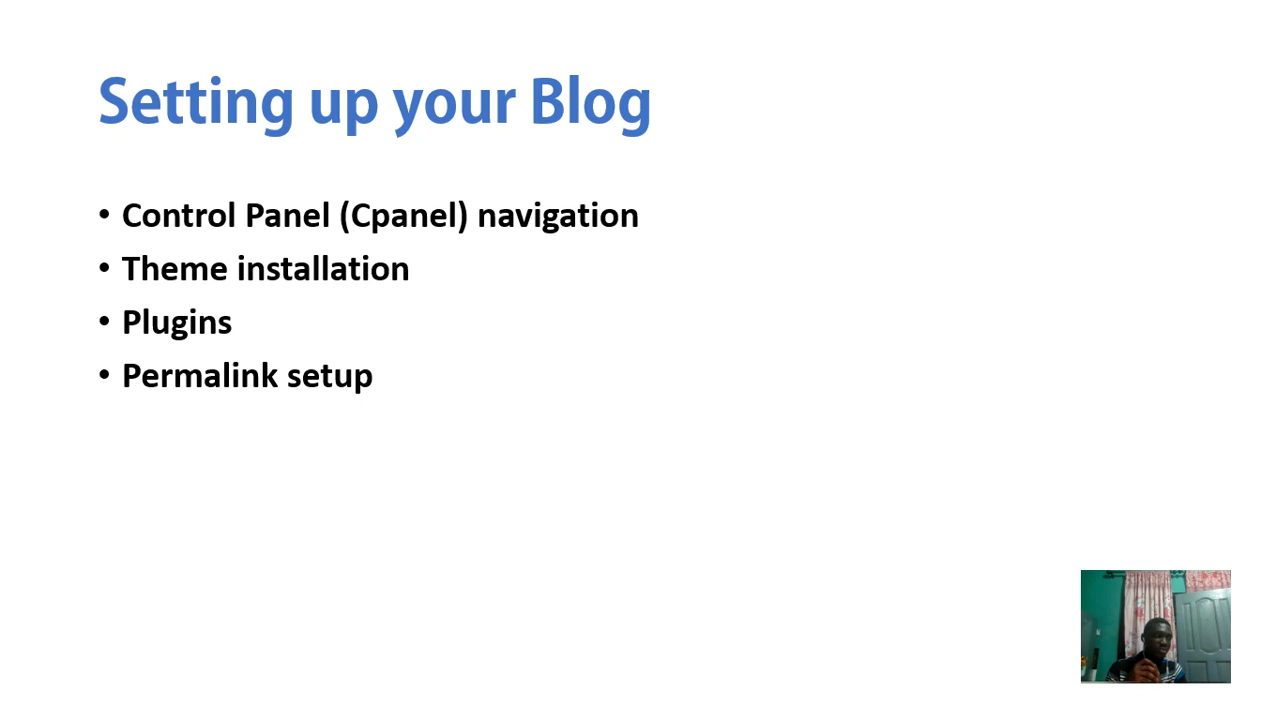 Setting up your Blog
• Control Panel (Cpanel) navigation
• Theme installation
• Plugins
• Permalink setup